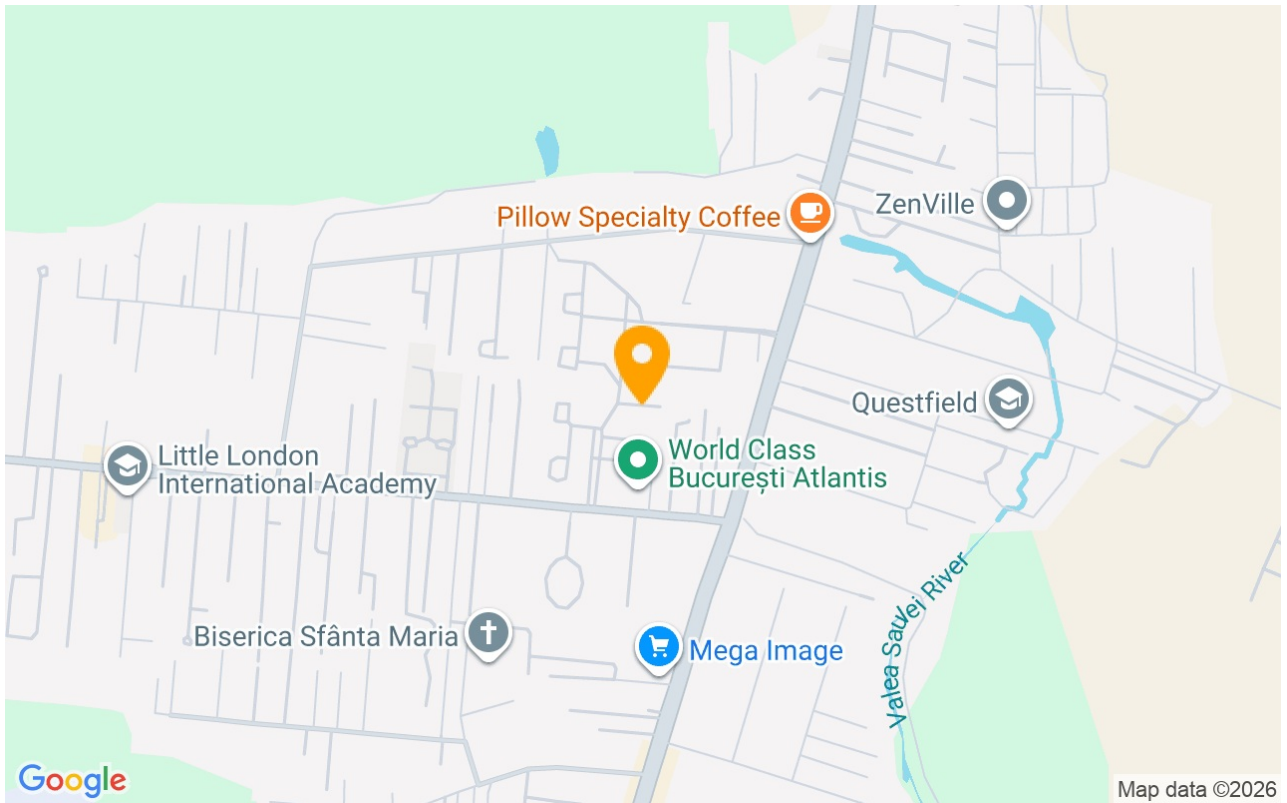 Pillow Specialty Coffee
ZenVille
Questfield
World Class
București Atlantis
Little London
International Academy
Valea Saulei River
Biserica Sfânta Maria
Mega Image
Google
Map data ©2026